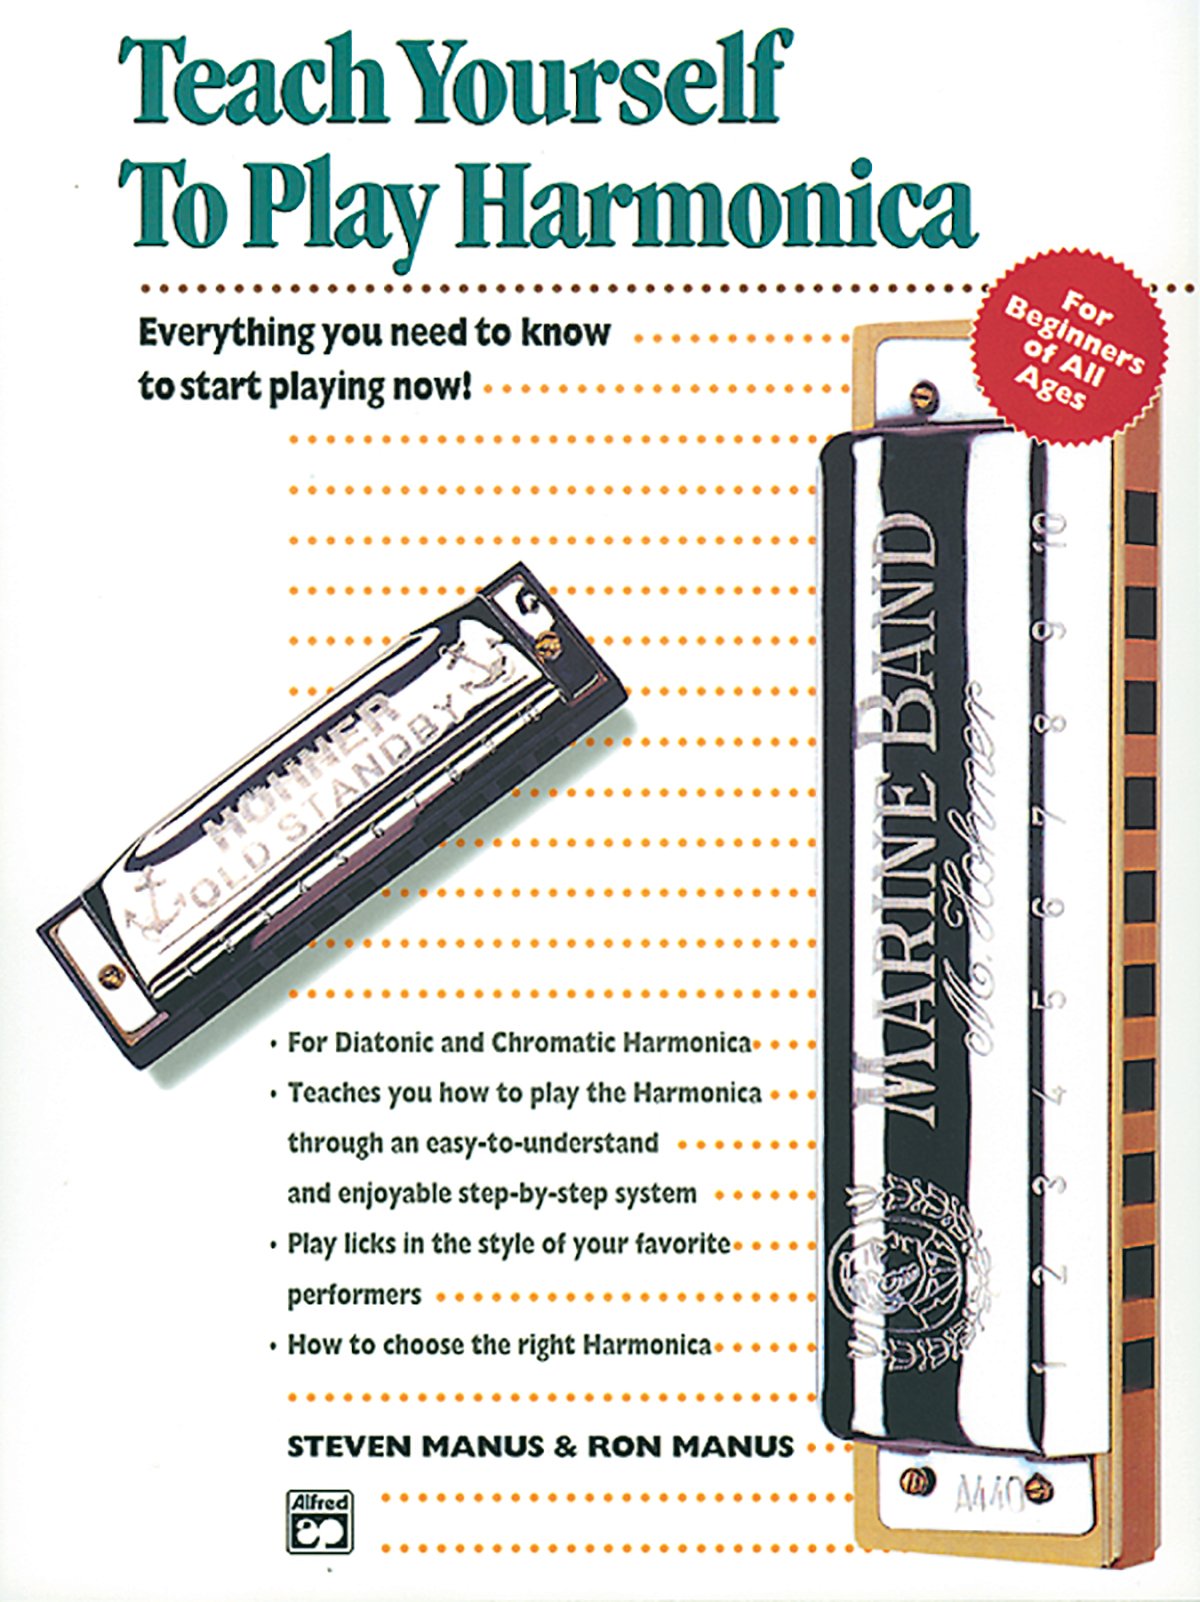 Teach Yourself
To Play Harmonica
For
Beginners
of All
Ages
Everything you need to know
to start playing now!
HOHNER
OLD STANDBY
MARINE BAND
M. Hohner
10
9
8
7
6
5
4
3
2
1
A440
• For Diatonic and Chromatic Harmonica
• Teaches you how to play the Harmonica
through an easy-to-understand
and enjoyable step-by-step system
• Play licks in the style of your favorite
performers
• How to choose the right Harmonica
STEVEN MANUS & RON MANUS
Alfred